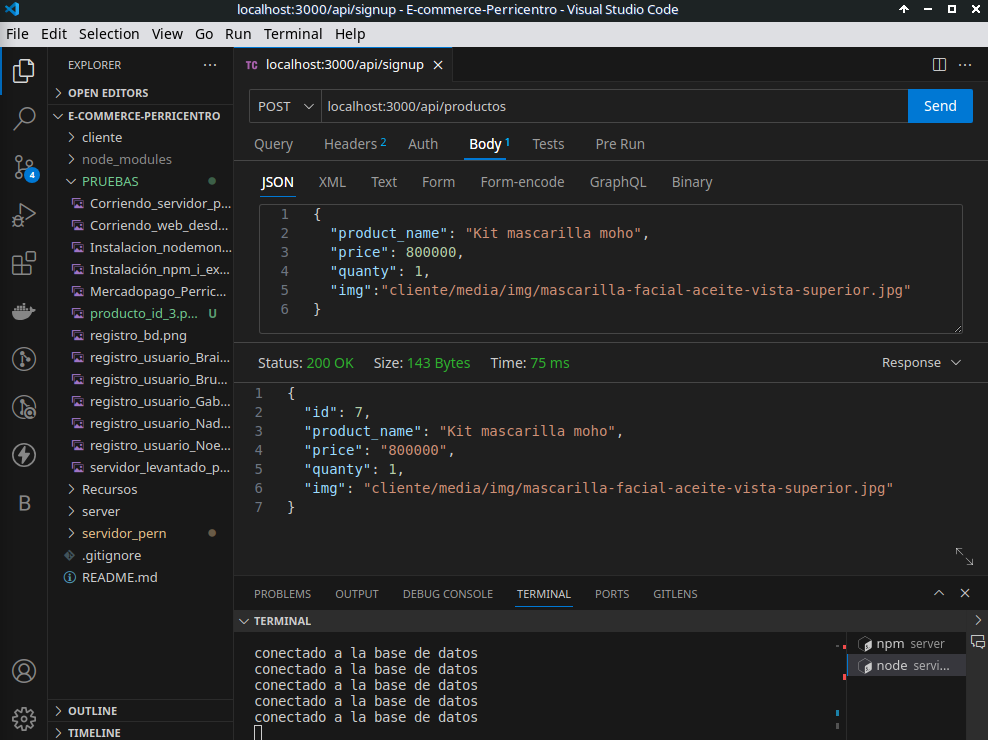 localhost:3000/api/signup - E-commerce-Perricentro - Visual Studio Code
File Edit Selection View Go Run Terminal Help
EXPLORER
OPEN EDITORS
E-COMMERCE-PERRICENTRO
cliente
node_modules
PRUEBAS
Corriendo_servidor_p...
Corriendo_web_desd...
Instalacion_nodemon...
Instalación_npm_i_ex...
Mercadopago_Perric...
producto_id_3.p... U
registro_bd.png
registro_usuario_Brai...
registro_usuario_Bru...
registro_usuario_Gab...
registro_usuario_Nad...
registro_usuario_Noe...
servidor_levantado_p...
Recursos
server
servidor_pern
.gitignore
README.md
OUTLINE
TIMELINE
4
B
TC localhost:3000/api/signup
POST localhost:3000/api/productos Send
Query Headers 2 Auth Body 1 Tests Pre Run
JSON XML Text Form Form-encode GraphQL Binary
1 {
2 "product_name": "Kit mascarilla moho",
3 "price": 800000,
4 "quanty": 1,
5 "img":"cliente/media/img/mascarilla-facial-aceite-vista-superior.jpg"
6 }
Status: 200 OK Size: 143 Bytes Time: 75 ms Response
1 {
2 "id": 7,
3 "product_name": "Kit mascarilla moho",
4 "price": "800000",
5 "quanty": 1,
6 "img": "cliente/media/img/mascarilla-facial-aceite-vista-superior.jpg"
7 }
PROBLEMS OUTPUT DEBUG CONSOLE TERMINAL PORTS GITLENS
TERMINAL
conectado a la base de datos
conectado a la base de datos
conectado a la base de datos
conectado a la base de datos
conectado a la base de datos
npm server
node servi...